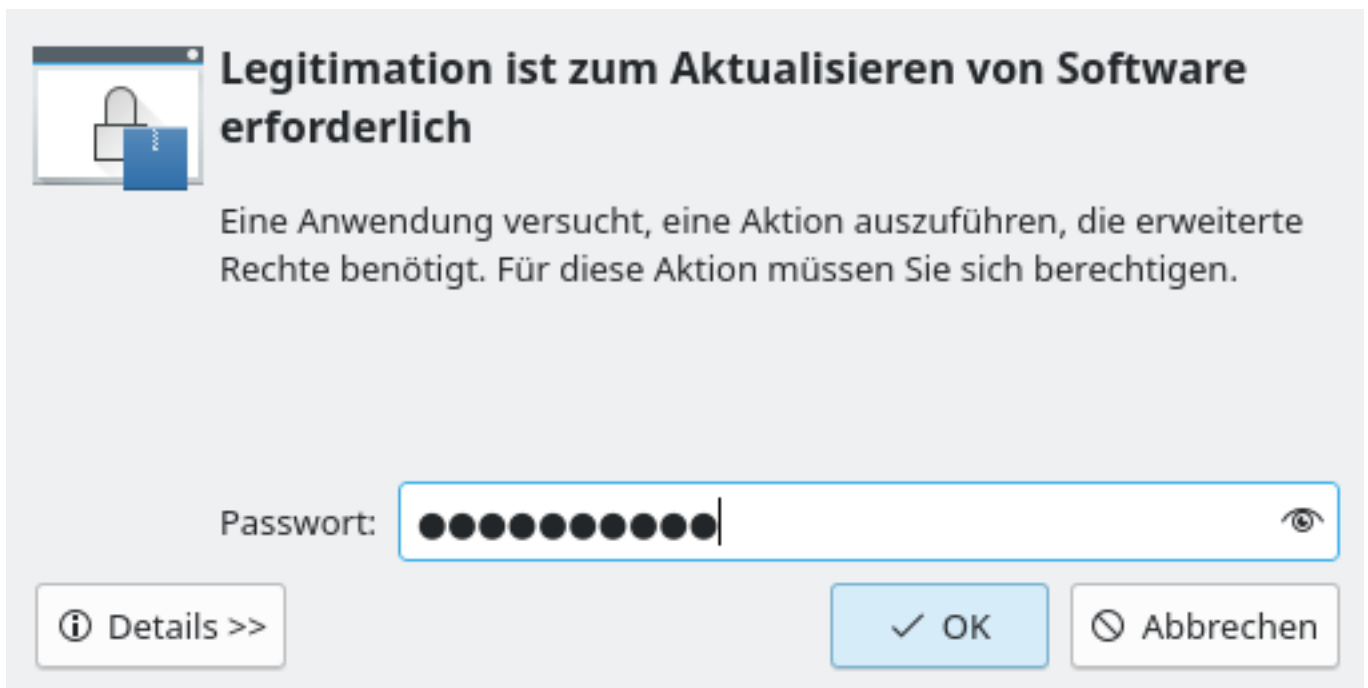 Legitimation ist zum Aktualisieren von Software
erforderlich
Eine Anwendung versucht, eine Aktion auszuführen, die erweiterte
Rechte benötigt. Für diese Aktion müssen Sie sich berechtigen.
Passwort: ●●●●●●●●●●
Details >> OK Abbrechen